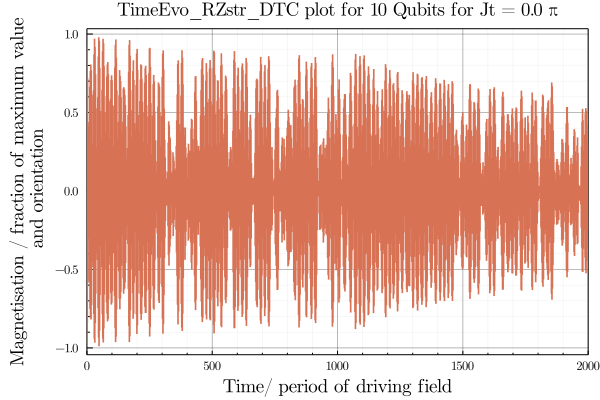 TimeEvo_RZstr_DTC plot for 10 Qubits for Jt = 0.0 π
Magnetisation / fraction of maximum value
and orientation
1.0
0.5
0.0
−0.5
−1.0
0 500 1000 1500 2000
Time/ period of driving field